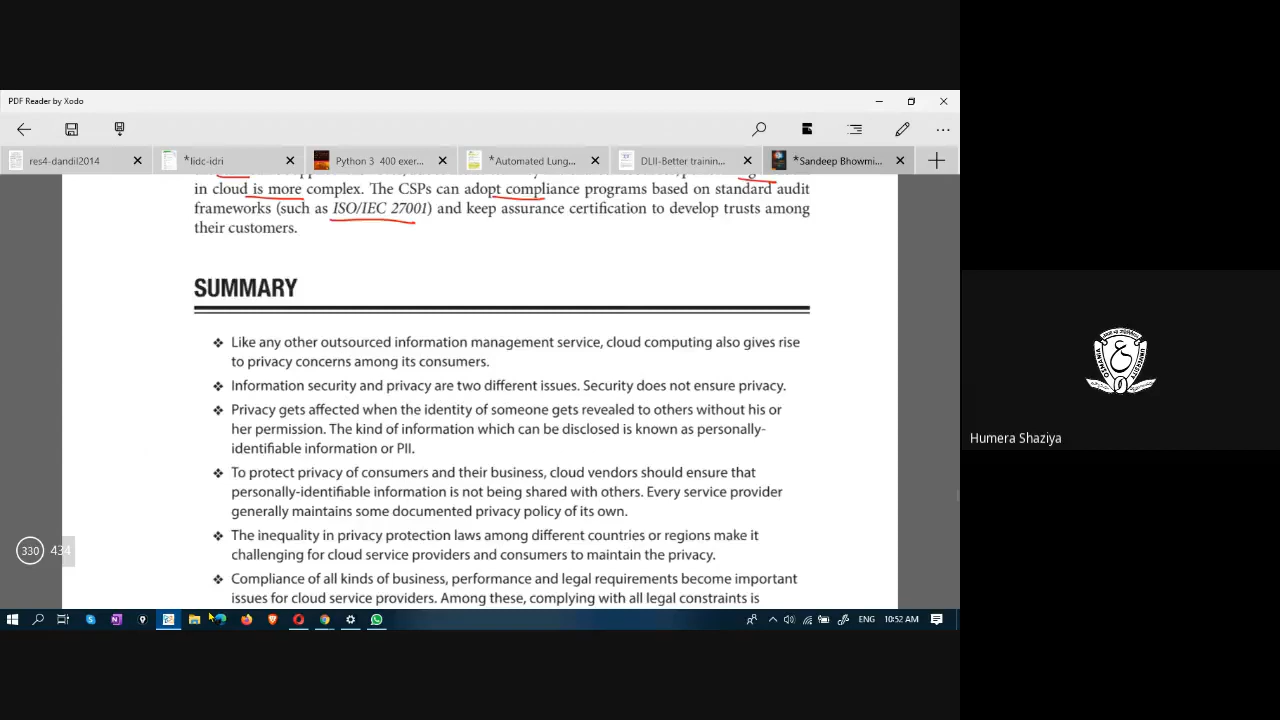 PDF Reader by Xodo
res4-dandil2014
*lidc-idri
Python 3 400 exer...
*Automated Lung...
DLII-Better trainin...
*Sandeep Bhowmi...
in cloud is more complex. The CSPs can adopt compliance programs based on standard audit
frameworks (such as ISO/IEC 27001) and keep assurance certification to develop trusts among
their customers.
SUMMARY
❖ Like any other outsourced information management service, cloud computing also gives rise
to privacy concerns among its consumers.
❖ Information security and privacy are two different issues. Security does not ensure privacy.
❖ Privacy gets affected when the identity of someone gets revealed to others without his or
her permission. The kind of information which can be disclosed is known as personally-
identifiable information or PII.
❖ To protect privacy of consumers and their business, cloud vendors should ensure that
personally-identifiable information is not being shared with others. Every service provider
generally maintains some documented privacy policy of its own.
❖ The inequality in privacy protection laws among different countries or regions make it
challenging for cloud service providers and consumers to maintain the privacy.
❖ Compliance of all kinds of business, performance and legal requirements become important
issues for cloud service providers. Among these, complying with all legal constraints is
330 434
ENG 10:52 AM
Humera Shaziya